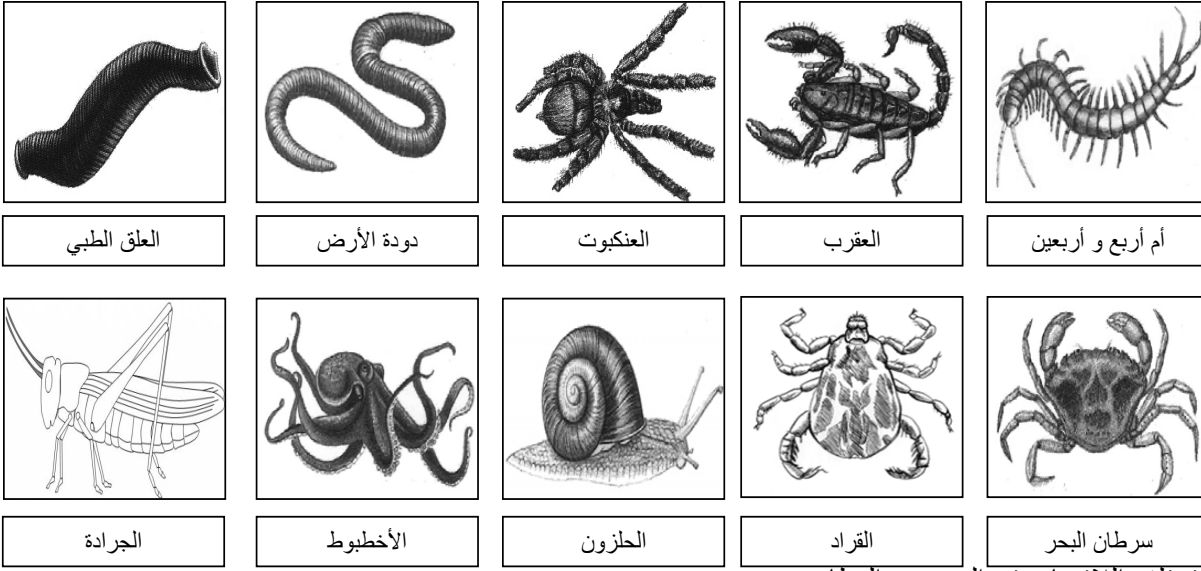 أم أربع و أربعين
العقرب
العنكبوت
دودة الأرض
العلق الطبي
سرطان البحر
القراد
الحلزون
الأخطبوط
الجرادة